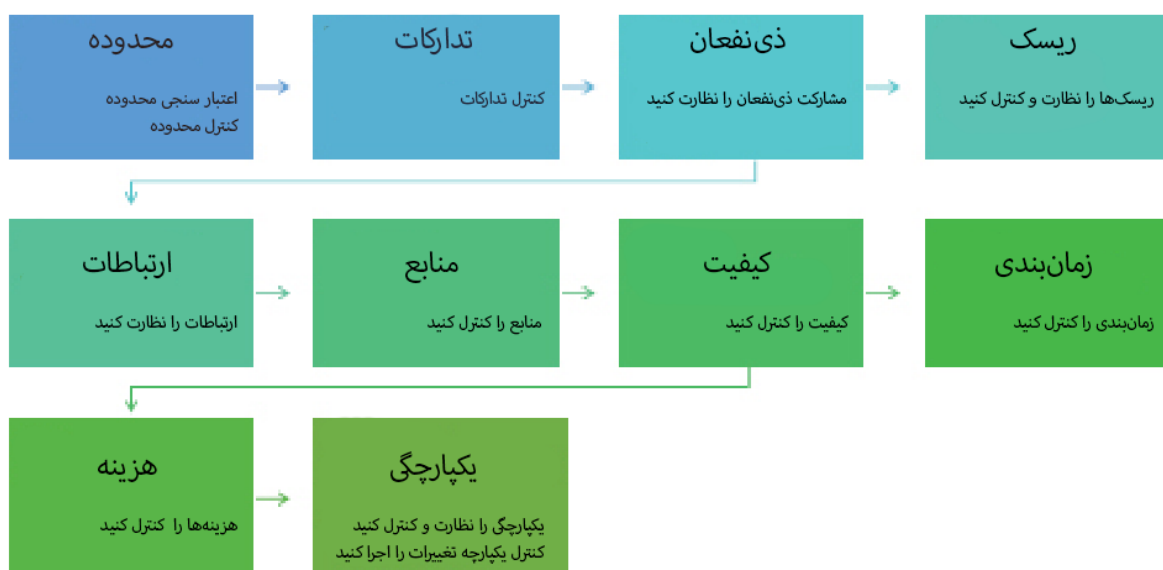 محدوده
اعتبار سنجی محدوده
کنترل محدوده
تدارکات
کنترل تدارکات
ذی‌نفعان
مشارکت ذی‌نفعان را نظارت کنید
ریسک
ریسک‌ها را نظارت و کنترل کنید
ارتباطات
ارتباطات را نظارت کنید
منابع
منابع را کنترل کنید
کیفیت
کیفیت را کنترل کنید
زمان‌بندی
زمان‌بندی را کنترل کنید
هزینه
هزینه‌ها را کنترل کنید
یکپارچگی
یکپارچگی را نظارت و کنترل کنید
کنترل یکپارچه تغییرات را اجرا کنید